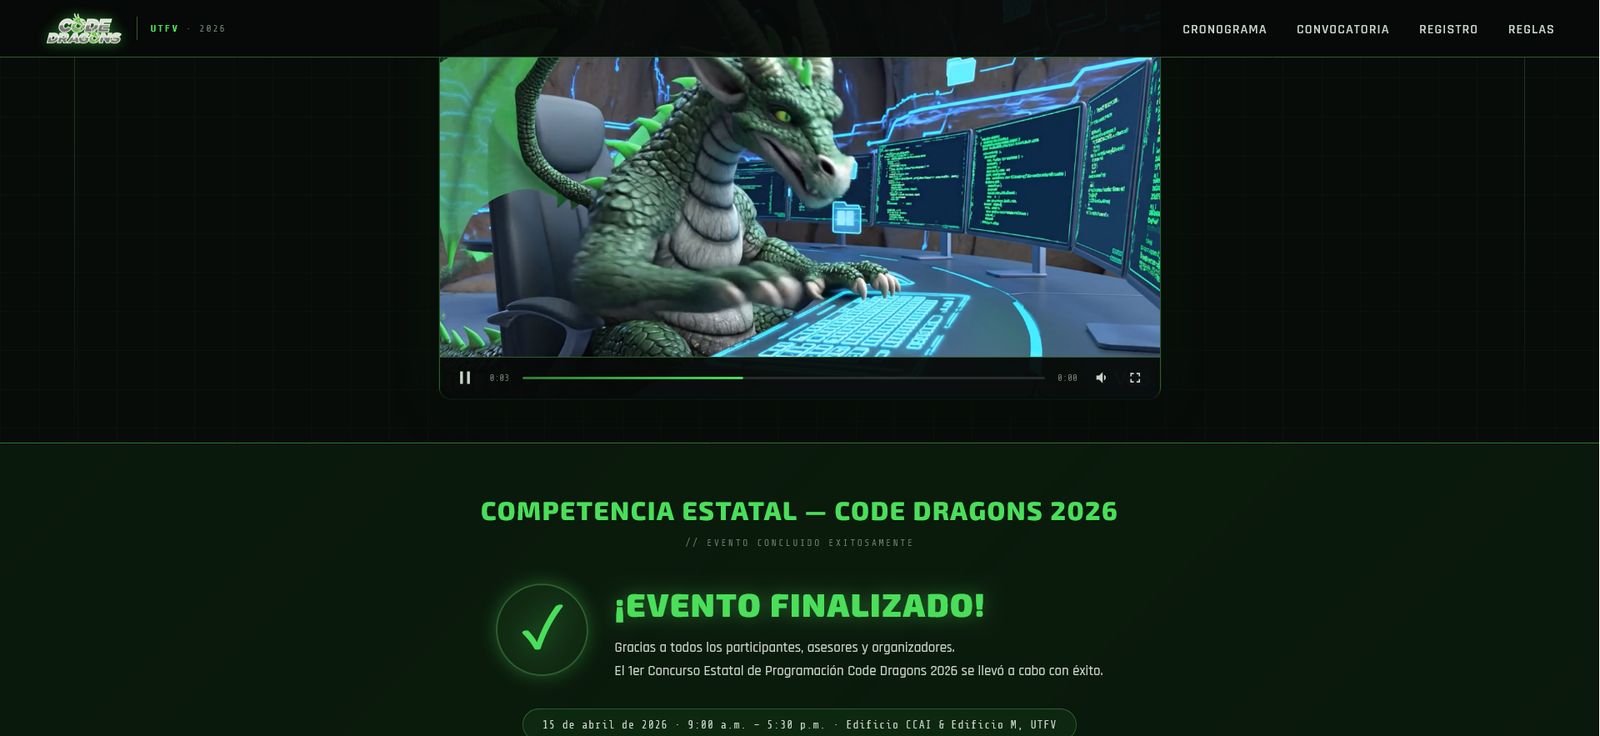 CODE
DRAGONS
UTFV · 2026
CRONOGRAMA
CONVOCATORIA
REGISTRO
REGLAS
0:03
0:08
COMPETENCIA ESTATAL — CODE DRAGONS 2026
// EVENTO CONCLUIDO EXITOSAMENTE
¡EVENTO FINALIZADO!
Gracias a todos los participantes, asesores y organizadores.
El 1er Concurso Estatal de Programación Code Dragons 2026 se llevó a cabo con éxito.
15 de abril de 2026 · 9:00 a.m. – 5:30 p.m. · Edificio CCAI & Edificio M, UTFV